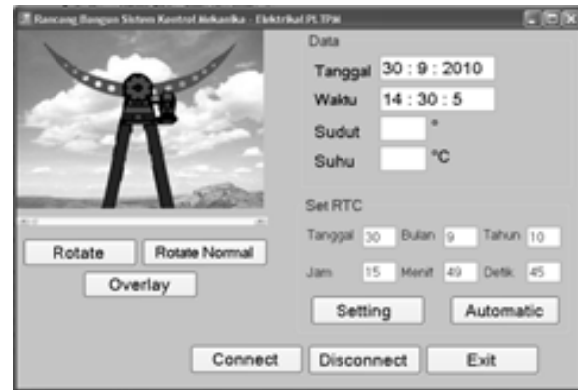 Rancang Bangun Sistem Kontrol Mekanika - Elektrikal PLTPM
Data
Tanggal 30 : 9 : 2010
Waktu 14 : 30 : 5
Sudut °
Suhu °C
Set RTC
Tanggal 30 Bulan 9 Tahun 10
Jam 15 Menit 49 Detik 45
Rotate Rotate Normal
Overlay
Setting Automatic
Connect Disconnect Exit